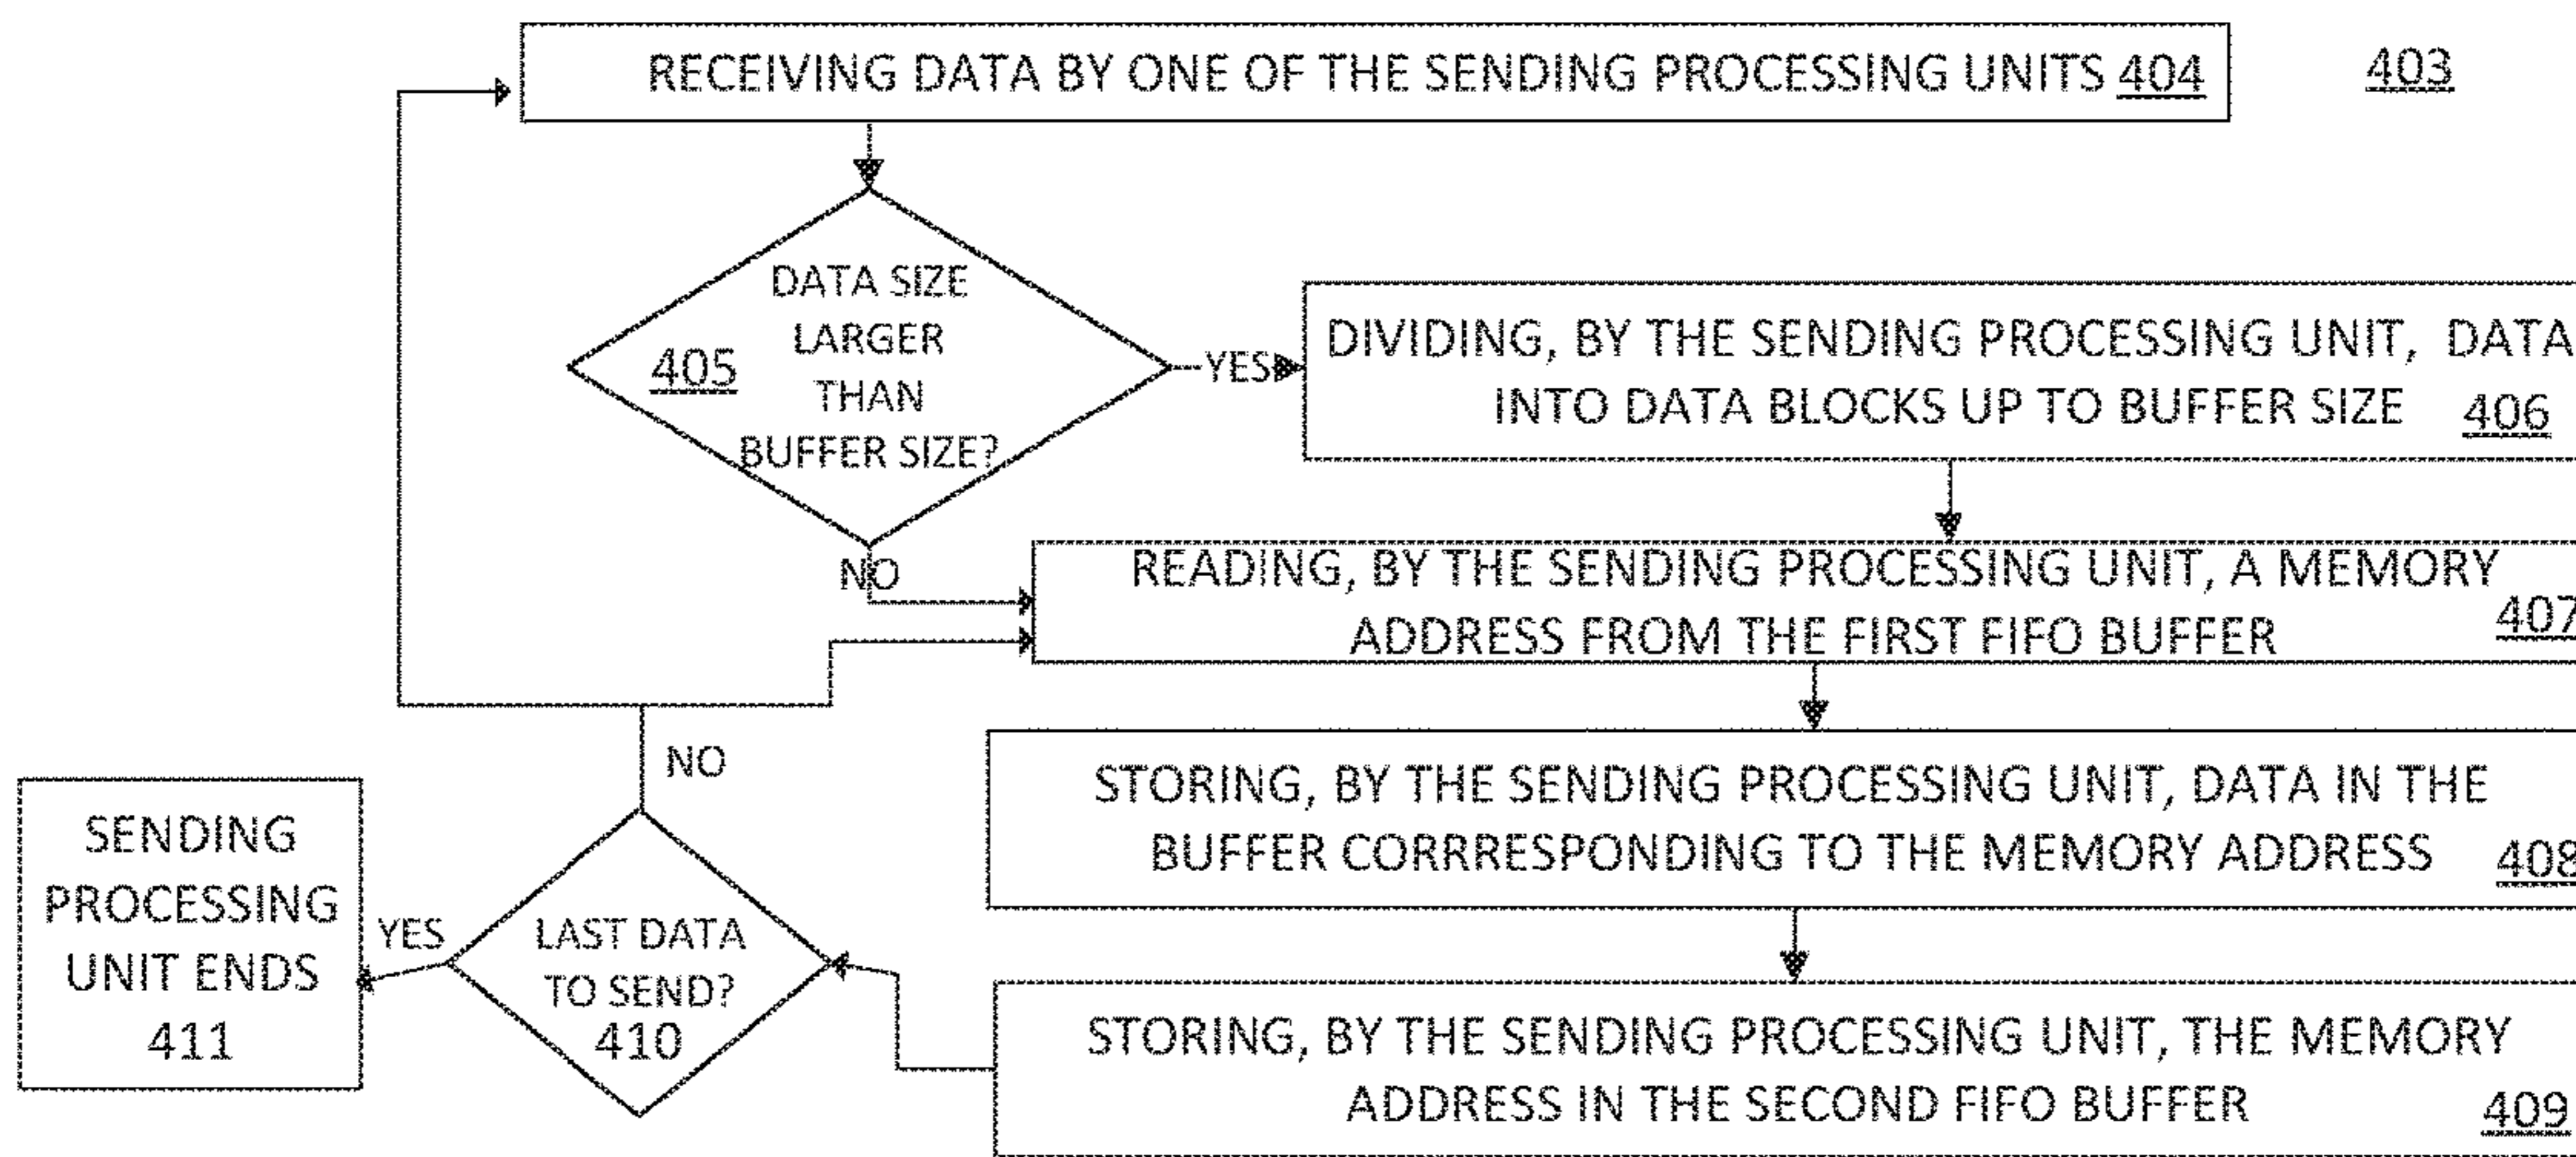 RECEIVING DATA BY ONE OF THE SENDING PROCESSING UNITS 404
403
DATA SIZE
LARGER
405
THAN
BUFFER SIZE?
YES
DIVIDING, BY THE SENDING PROCESSING UNIT, DATA
INTO DATA BLOCKS UP TO BUFFER SIZE 406
NO
READING, BY THE SENDING PROCESSING UNIT, A MEMORY
407
ADDRESS FROM THE FIRST FIFO BUFFER
STORING, BY THE SENDING PROCESSING UNIT, DATA IN THE
BUFFER CORRRESPONDING TO THE MEMORY ADDRESS 408
STORING, BY THE SENDING PROCESSING UNIT, THE MEMORY
ADDRESS IN THE SECOND FIFO BUFFER 409
NO
LAST DATA
TO SEND?
410
YES
SENDING
PROCESSING
UNIT ENDS
411